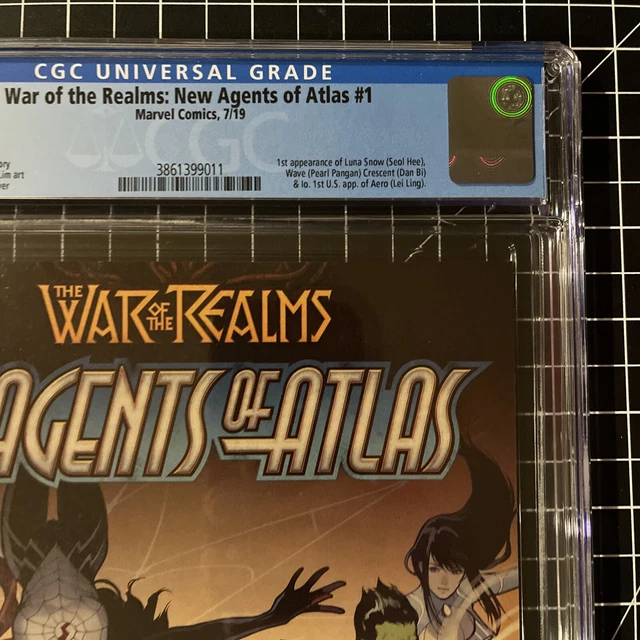 CGC UNIVERSAL GRADE
War of the Realms: New Agents of Atlas #1
Marvel Comics, 7/19
CGC
3861399011
1st appearance of Luna Snow (Seol Hee),
Wave (Pearl Pangan) Crescent (Dan Bi)
& Io. 1st U.S. app. of Aero (Lei Ling).
art
THE
WAR OF THE REALMS
AGENTS OF ATLAS